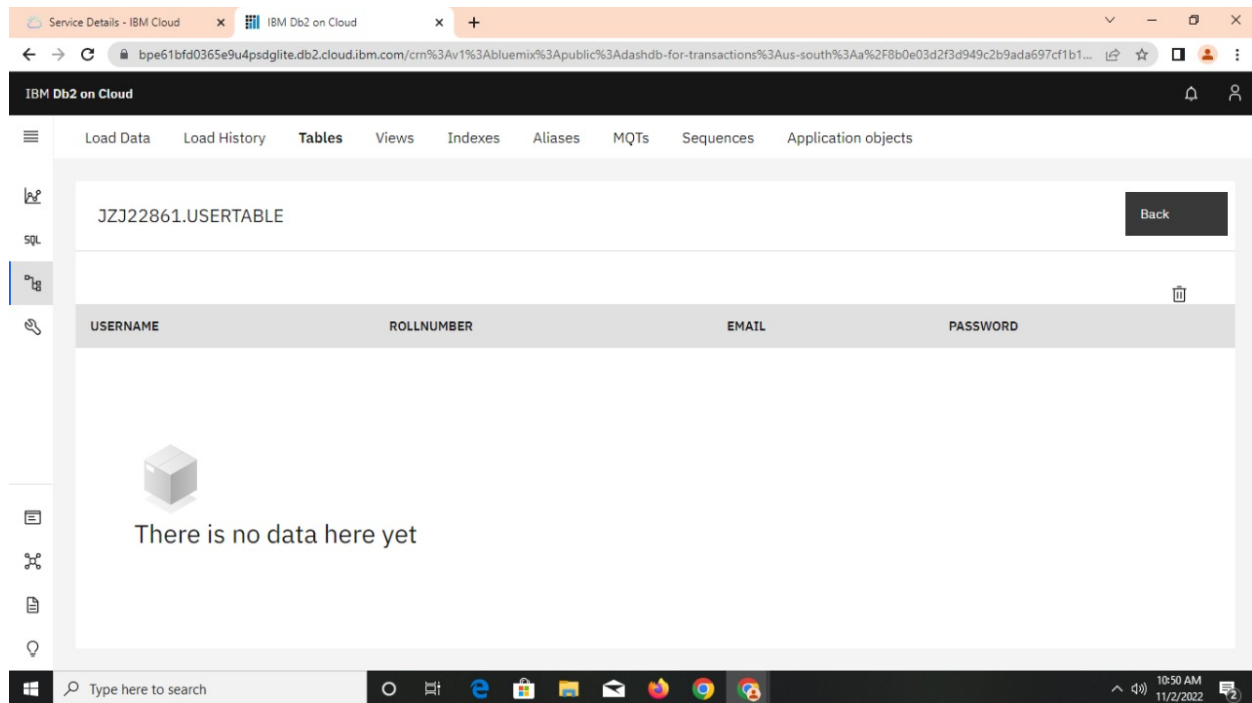 Service Details - IBM Cloud
IBM Db2 on Cloud
bpe61bfd0365e9u4psdglite.db2.cloud.ibm.com/crn%3Av1%3Abluemix%3Apublic%3Adashdb-for-transactions%3Aus-south%3Aa%2F8b0e03d2f3d949c2b9ada697cf1b1...
IBM Db2 on Cloud
Load Data Load History Tables Views Indexes Aliases MQTs Sequences Application objects
JZJ22861.USERTABLE
Back
SQL
USERNAME ROLLNUMBER EMAIL PASSWORD
There is no data here yet
Type here to search
10:50 AM
11/2/2022
2